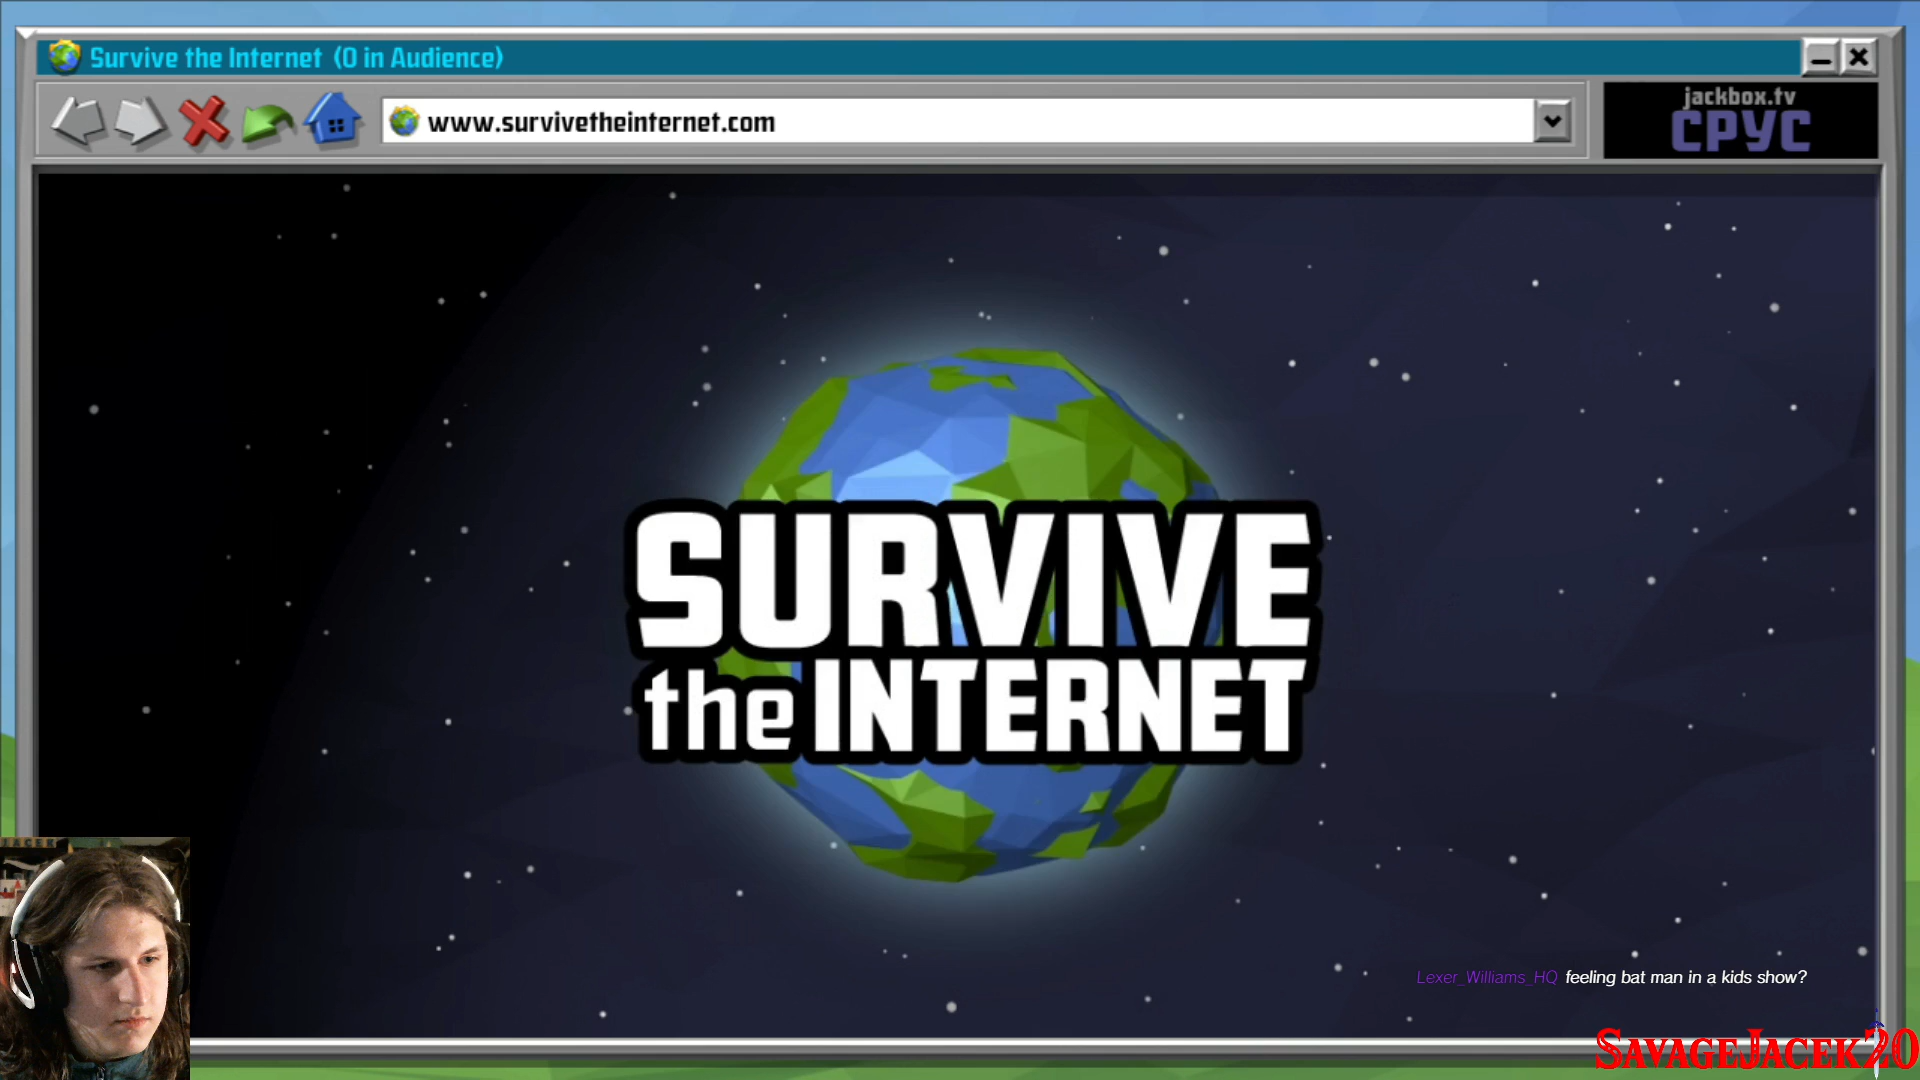 Survive the Internet (0 in Audience)
www.survivetheinternet.com
jackbox.tv
CPYC
SURVIVE
the INTERNET
Lexer_Williams_HQ feeling bat man in a kids show?
SavageJacek20